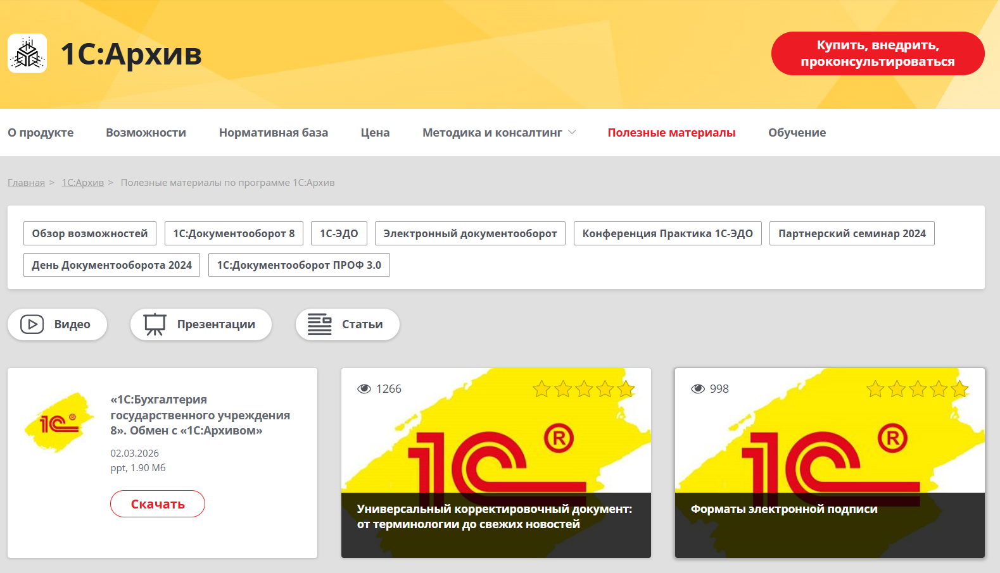 1С:Архив
Купить, внедрить,
проконсультироваться
О продукте Возможности Нормативная база Цена Методика и консалтинг Полезные материалы Обучение
Главная > 1С:Архив > Полезные материалы по программе 1С:Архив
Обзор возможностей 1С:Документооборот 8 1С-ЭДО Электронный документооборот Конференция Практика 1С-ЭДО Партнерский семинар 2024
День Документооборота 2024 1С:Документооборот ПРОФ 3.0
Видео Презентации Статьи
1С®
«1С:Бухгалтерия
государственного учреждения
8». Обмен с «1С:Архивом»
02.03.2026
ppt, 1.90 Мб
Скачать
1266
1С®
Универсальный корректировочный документ:
от терминологии до свежих новостей
998
1С®
Форматы электронной подписи